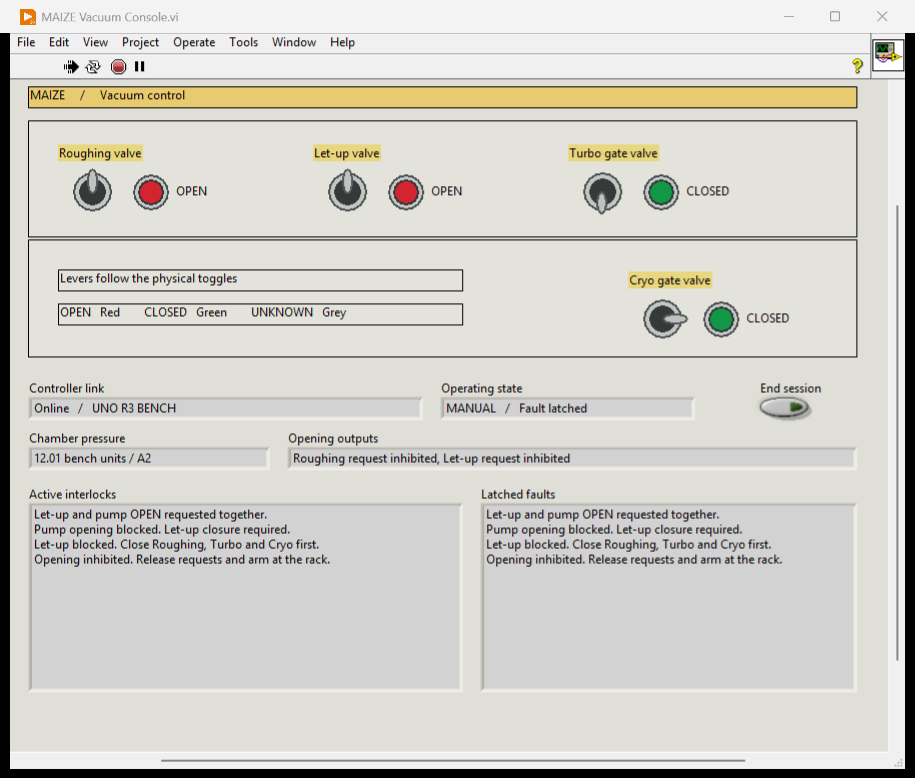 MAIZE Vacuum Console.vi
File Edit View Project Operate Tools Window Help
MAIZE / Vacuum control
Roughing valve Let-up valve Turbo gate valve
OPEN OPEN CLOSED
Levers follow the physical toggles
Cryo gate valve
OPEN Red CLOSED Green UNKNOWN Grey
CLOSED
Controller link Operating state End session
Online / UNO R3 BENCH MANUAL / Fault latched
Chamber pressure Opening outputs
12.01 bench units / A2 Roughing request inhibited, Let-up request inhibited
Active interlocks
Let-up and pump OPEN requested together.
Pump opening blocked. Let-up closure required.
Let-up blocked. Close Roughing, Turbo and Cryo first.
Opening inhibited. Release requests and arm at the rack.
Latched faults
Let-up and pump OPEN requested together.
Pump opening blocked. Let-up closure required.
Let-up blocked. Close Roughing, Turbo and Cryo first.
Opening inhibited. Release requests and arm at the rack.